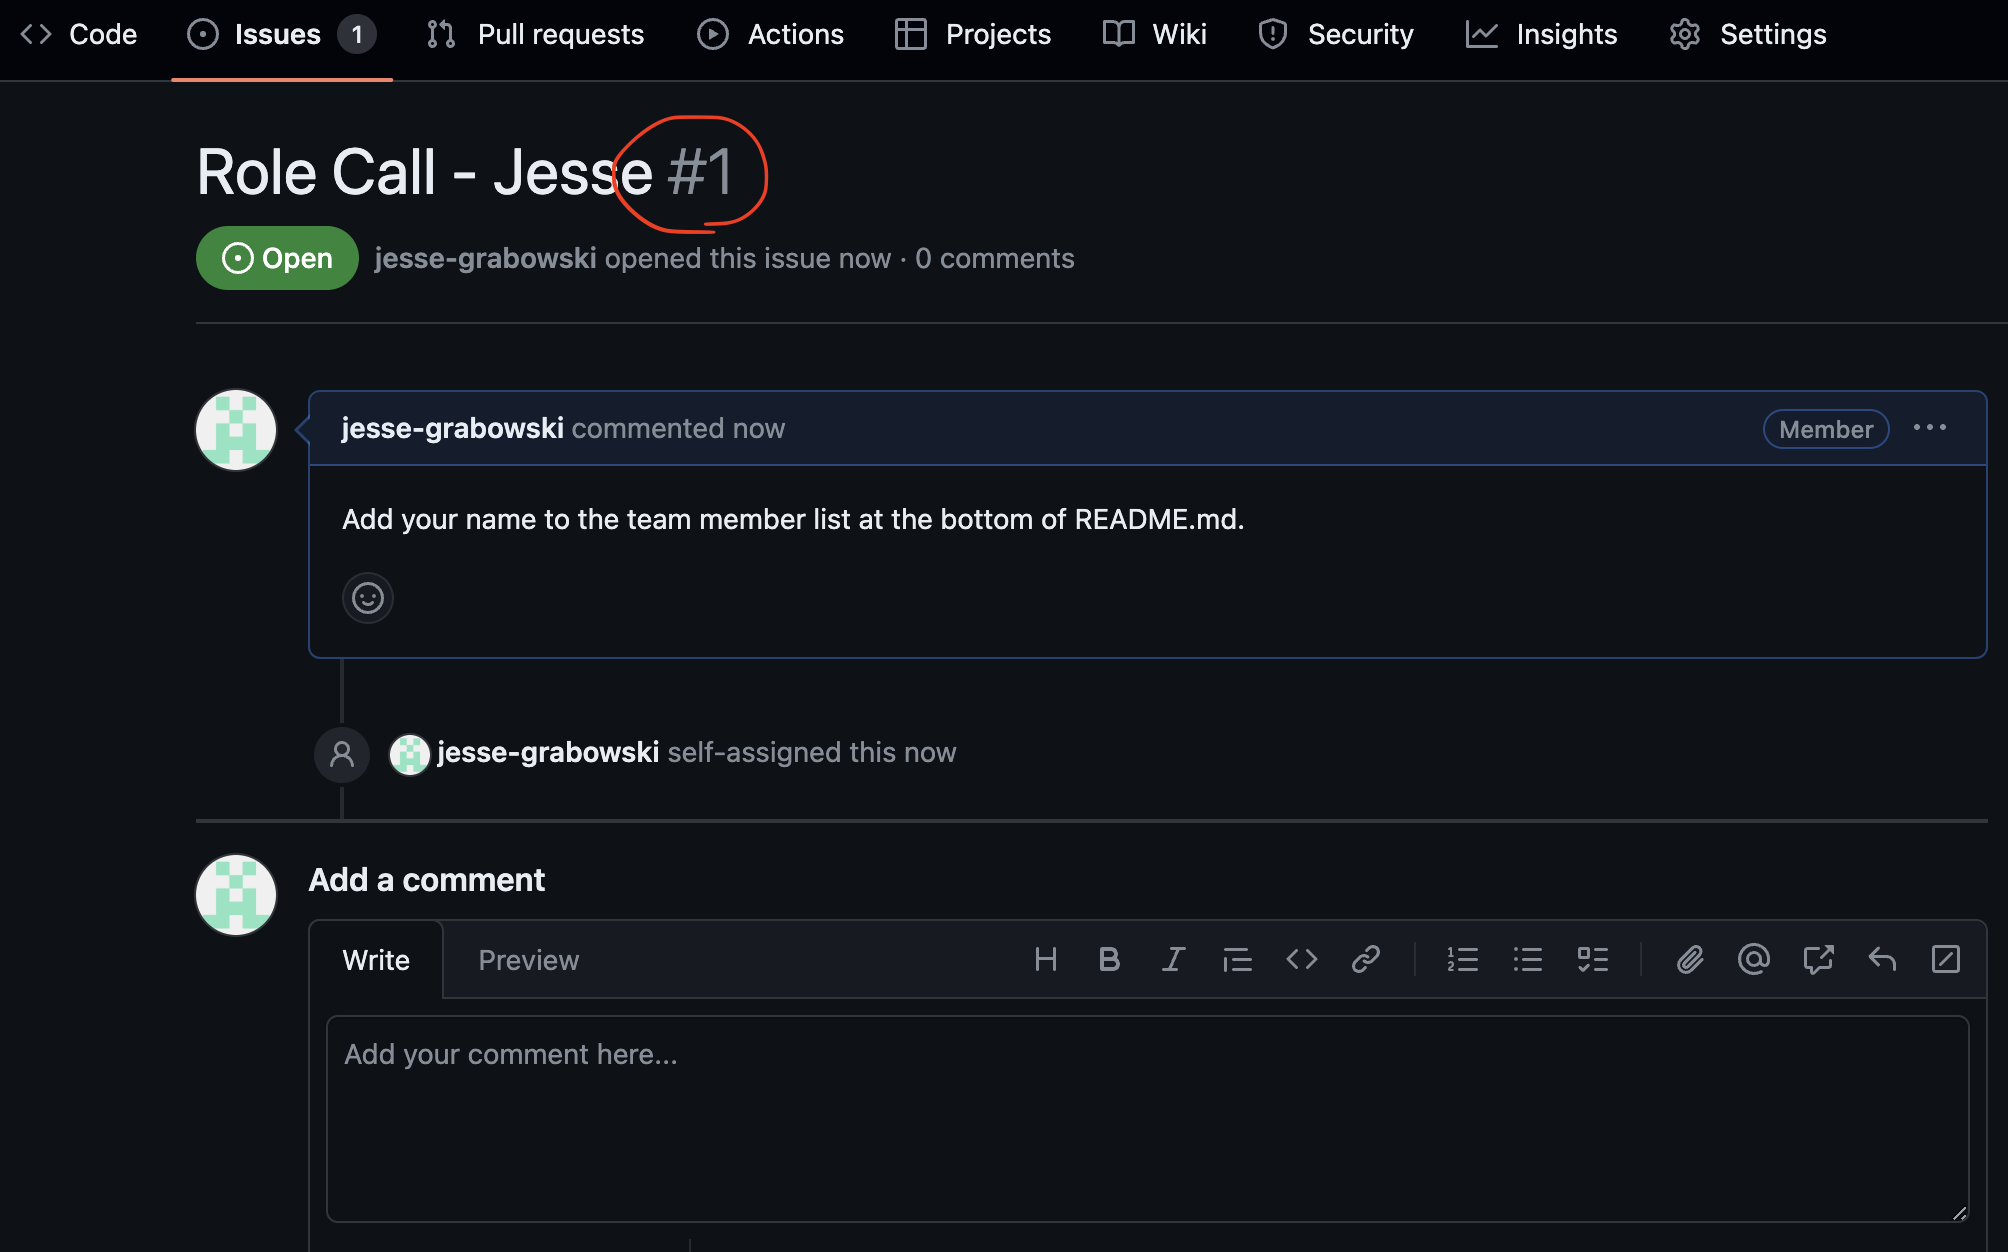 Code Issues 1 Pull requests Actions Projects Wiki Security Insights Settings
Role Call - Jesse #1
Open jesse-grabowski opened this issue now · 0 comments
jesse-grabowski commented now Member
Add your name to the team member list at the bottom of README.md.
jesse-grabowski self-assigned this now
Add a comment
Write Preview
Add your comment here...